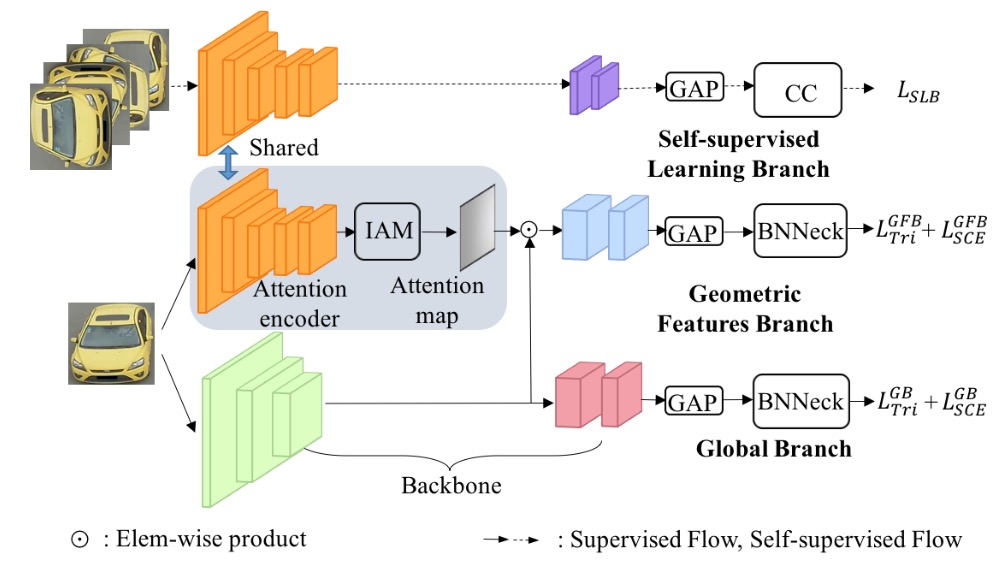 GAP
CC
L_{SLB}
Shared
Self-supervised
Learning Branch
IAM
GAP
BNNeck
L_{Tri}^{GFB} + L_{SCE}^{GFB}
Attention
encoder
Attention
map
Geometric
Features Branch
GAP
BNNeck
L_{Tri}^{GB} + L_{SCE}^{GB}
Global Branch
Backbone
⊙ : Elem-wise product
: Supervised Flow, Self-supervised Flow